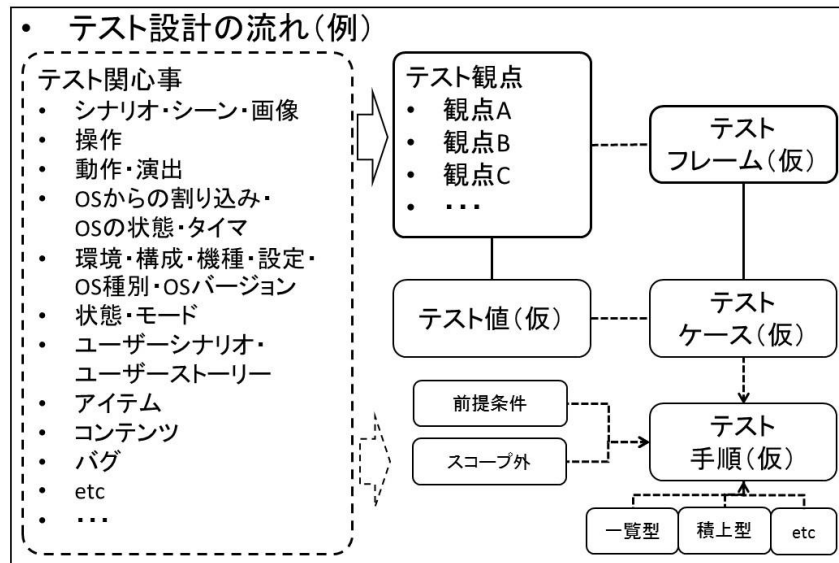 • テスト設計の流れ(例)
テスト関心事
• シナリオ・シーン・画像
• 操作
• 動作・演出
• OSからの割り込み・
OSの状態・タイマ
• 環境・構成・機種・設定・
OS種別・OSバージョン
• 状態・モード
• ユーザーシナリオ・
ユーザーストーリー
• アイテム
• コンテンツ
• バグ
• etc
• ・・・
テスト観点
• 観点A
• 観点B
• 観点C
• ・・・
テスト
フレーム(仮)
テスト値(仮)
テスト
ケース(仮)
前提条件
スコープ外
テスト
手順(仮)
一覧型
積上型
etc